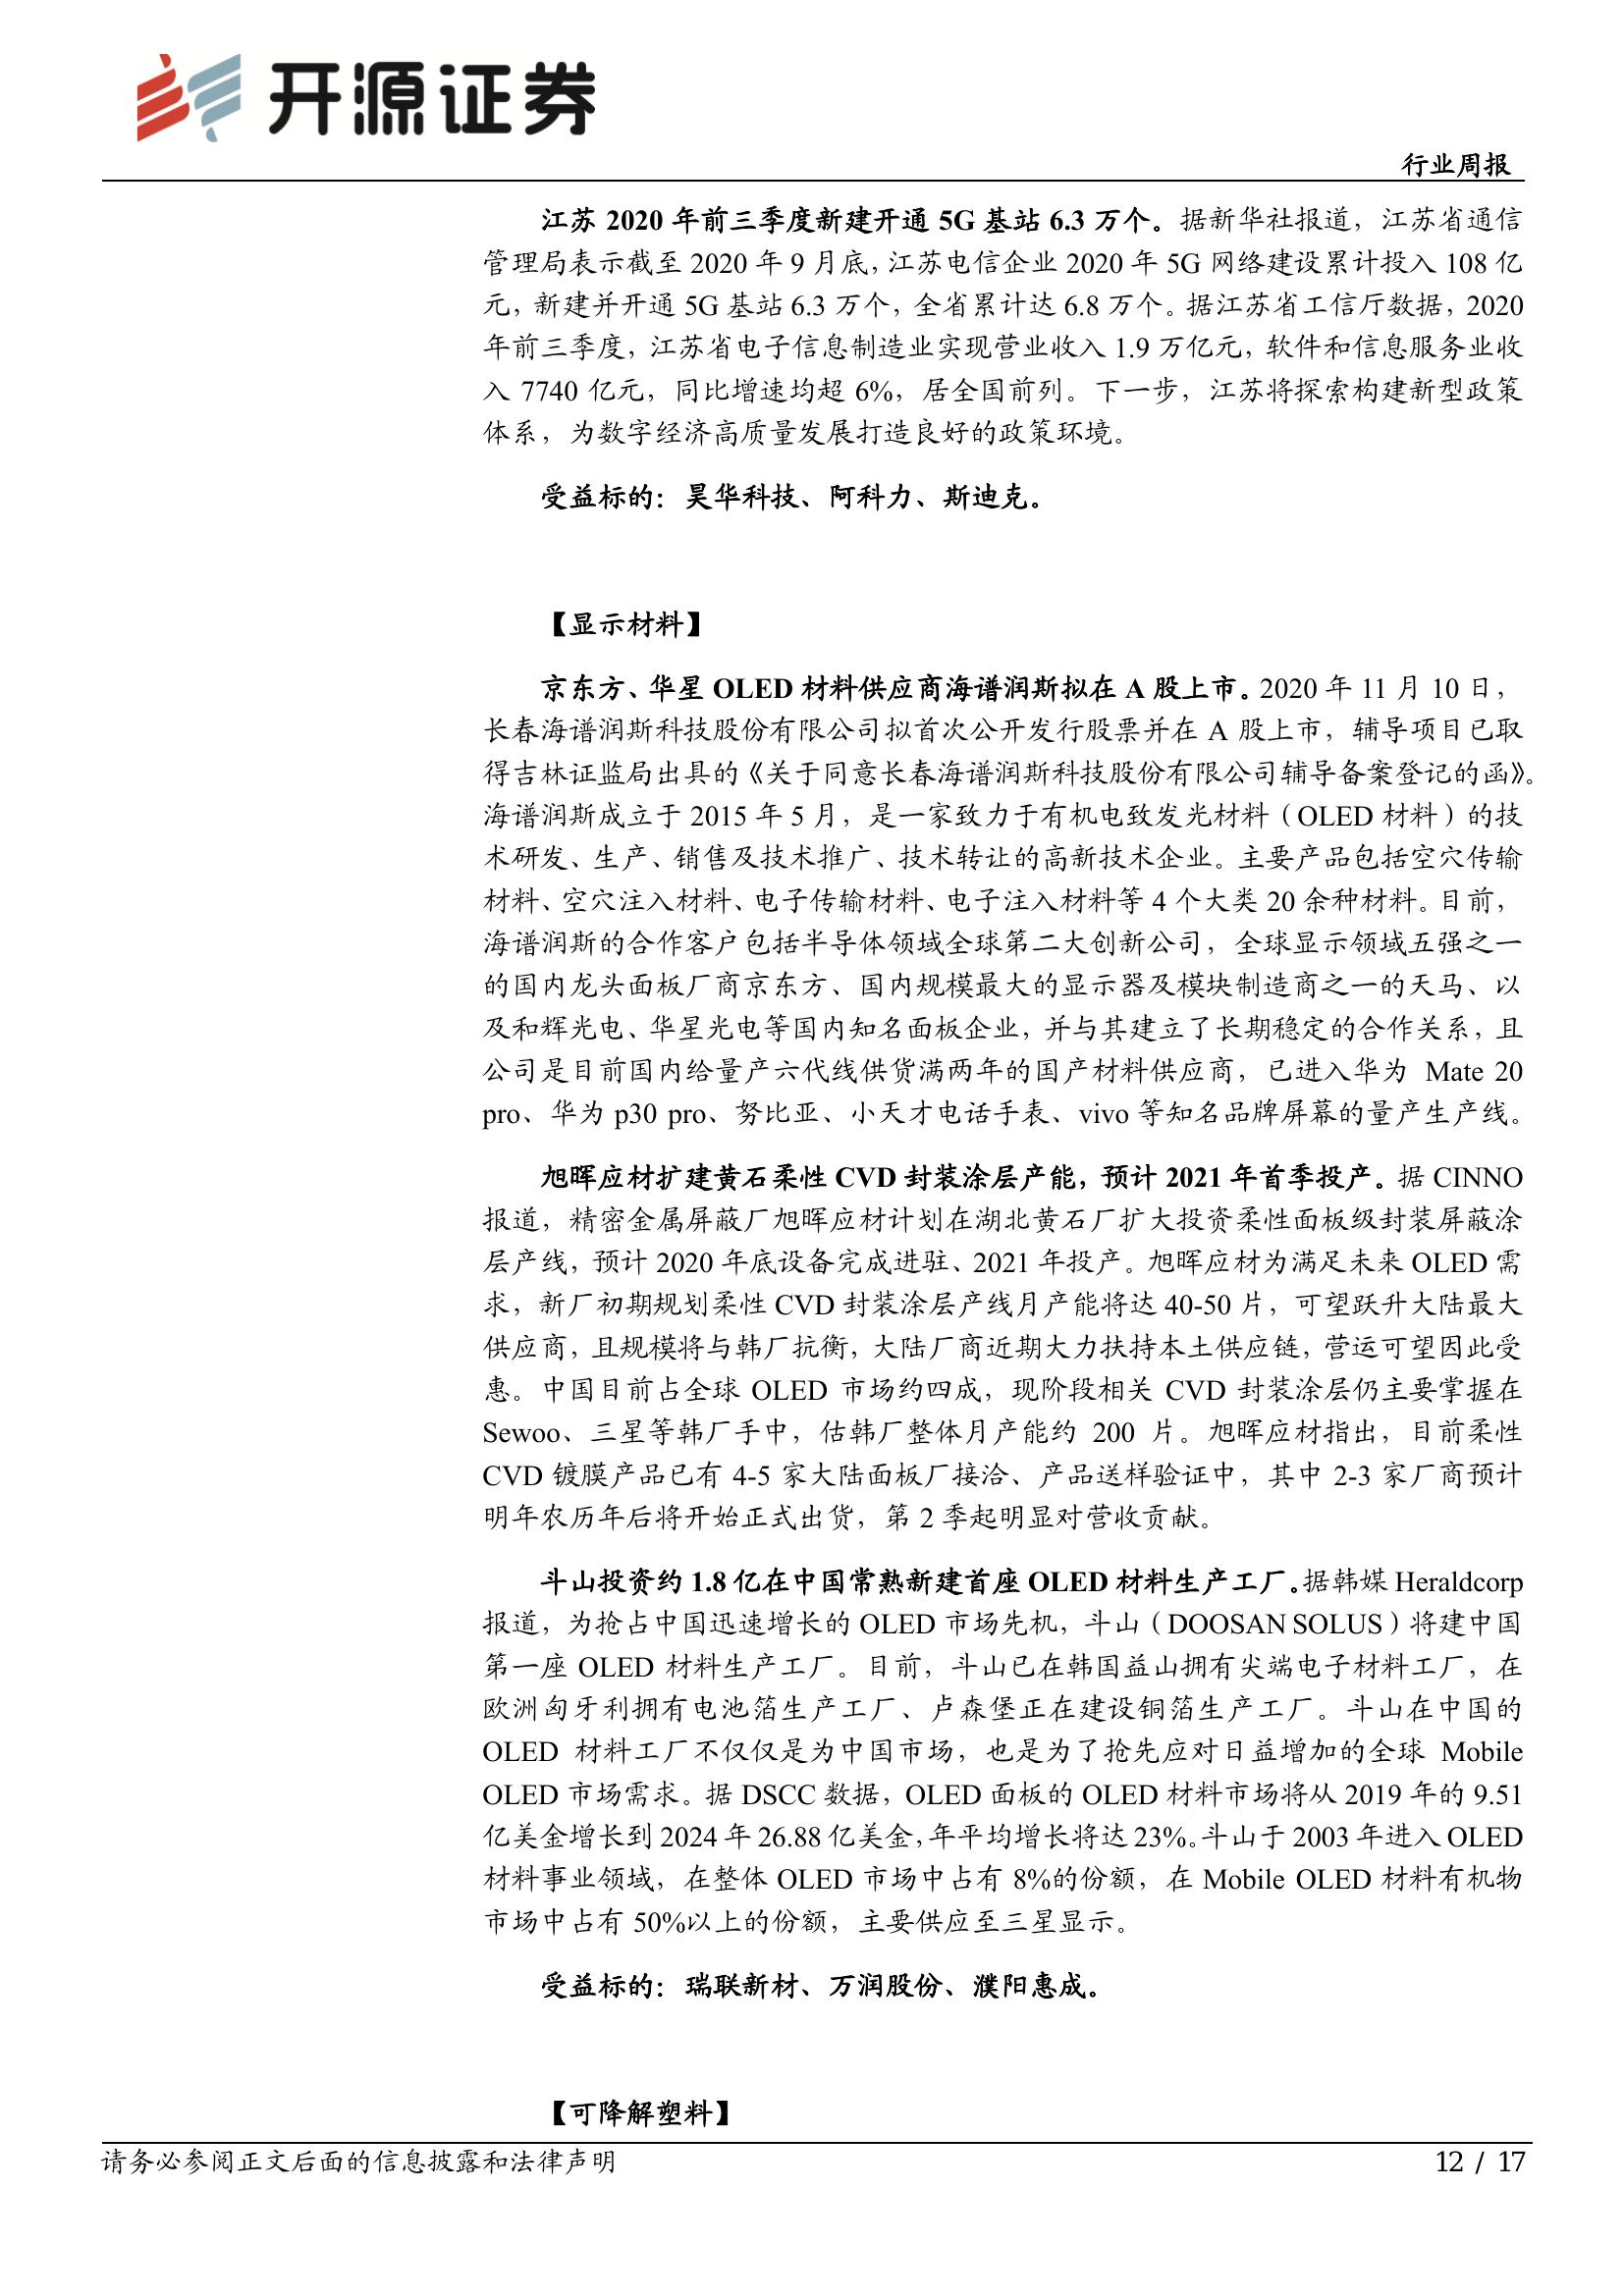 开源证券
行业周报
江苏 2020 年前三季度新建开通 5G 基站 6.3 万个。据新华社报道，江苏省通信
管理局表示截至 2020 年 9 月底，江苏电信企业 2020 年 5G 网络建设累计投入 108 亿
元，新建并开通 5G 基站 6.3 万个，全省累计达 6.8 万个。据江苏省工信厅数据，2020
年前三季度，江苏省电子信息制造业实现营业收入 1.9 万亿元，软件和信息服务业收
入 7740 亿元，同比增速均超 6%，居全国前列。下一步，江苏将探索构建新型政策
体系，为数字经济高质量发展打造良好的政策环境。
受益标的：昊华科技、阿科力、斯迪克。
【显示材料】
京东方、华星 OLED 材料供应商海谱润斯拟在 A 股上市。2020 年 11 月 10 日，
长春海谱润斯科技股份有限公司拟首次公开发行股票并在 A 股上市，辅导项目已取
得吉林证监局出具的《关于同意长春海谱润斯科技股份有限公司辅导备案登记的函》。
海谱润斯成立于 2015 年 5 月，是一家致力于有机电致发光材料（OLED 材料）的技
术研发、生产、销售及技术推广、技术转让的高新技术企业。主要产品包括空穴传输
材料、空穴注入材料、电子传输材料、电子注入材料等 4 个大类 20 余种材料。目前，
海谱润斯的合作客户包括半导体领域全球第二大创新公司，全球显示领域五强之一
的国内龙头面板厂商京东方、国内规模最大的显示器及模块制造商之一的天马、以
及和辉光电、华星光电等国内知名面板企业，并与其建立了长期稳定的合作关系，且
公司是目前国内给量产六代线供货满两年的国产材料供应商，已进入华为 Mate 20
pro、华为 p30 pro、努比亚、小天才电话手表、vivo 等知名品牌屏幕的量产生产线。
旭晖应材扩建黄石柔性 CVD 封装涂层产能，预计 2021 年首季投产。据 CINNO
报道，精密金属屏蔽厂旭晖应材计划在湖北黄石厂扩大投资柔性面板级封装屏蔽涂
层产线，预计 2020 年底设备完成进驻、2021 年投产。旭晖应材为满足未来 OLED 需
求，新厂初期规划柔性 CVD 封装涂层产线月产能将达 40-50 片，可望跃升大陆最大
供应商，且规模将与韩厂抗衡，大陆厂商近期大力扶持本土供应链，营运可望因此受
惠。中国目前占全球 OLED 市场约四成，现阶段相关 CVD 封装涂层仍主要掌握在
Sewoo、三星等韩厂手中，估韩厂整体月产能约 200 片。旭晖应材指出，目前柔性
CVD 镀膜产品已有 4-5 家大陆面板厂接洽、产品送样验证中，其中 2-3 家厂商预计
明年农历年后将开始正式出货，第 2 季起明显对营收贡献。
斗山投资约 1.8 亿在中国常熟新建首座 OLED 材料生产工厂。据韩媒 Heraldcorp
报道，为抢占中国迅速增长的 OLED 市场先机，斗山（DOOSAN SOLUS）将建中国
第一座 OLED 材料生产工厂。目前，斗山已在韩国益山拥有尖端电子材料工厂，在
欧洲匈牙利拥有电池箔生产工厂、卢森堡正在建设铜箔生产工厂。斗山在中国的
OLED 材料工厂不仅仅是为中国市场，也是为了抢先应对日益增加的全球 Mobile
OLED 市场需求。据 DSCC 数据，OLED 面板的 OLED 材料市场将从 2019 年的 9.51
亿美金增长到 2024 年 26.88 亿美金，年平均增长将达 23%。斗山于 2003 年进入 OLED
材料事业领域，在整体 OLED 市场中占有 8%的份额，在 Mobile OLED 材料有机物
市场中占有 50%以上的份额，主要供应至三星显示。
受益标的：瑞联新材、万润股份、濮阳惠成。
【可降解塑料】
请务必参阅正文后面的信息披露和法律声明
12 / 17